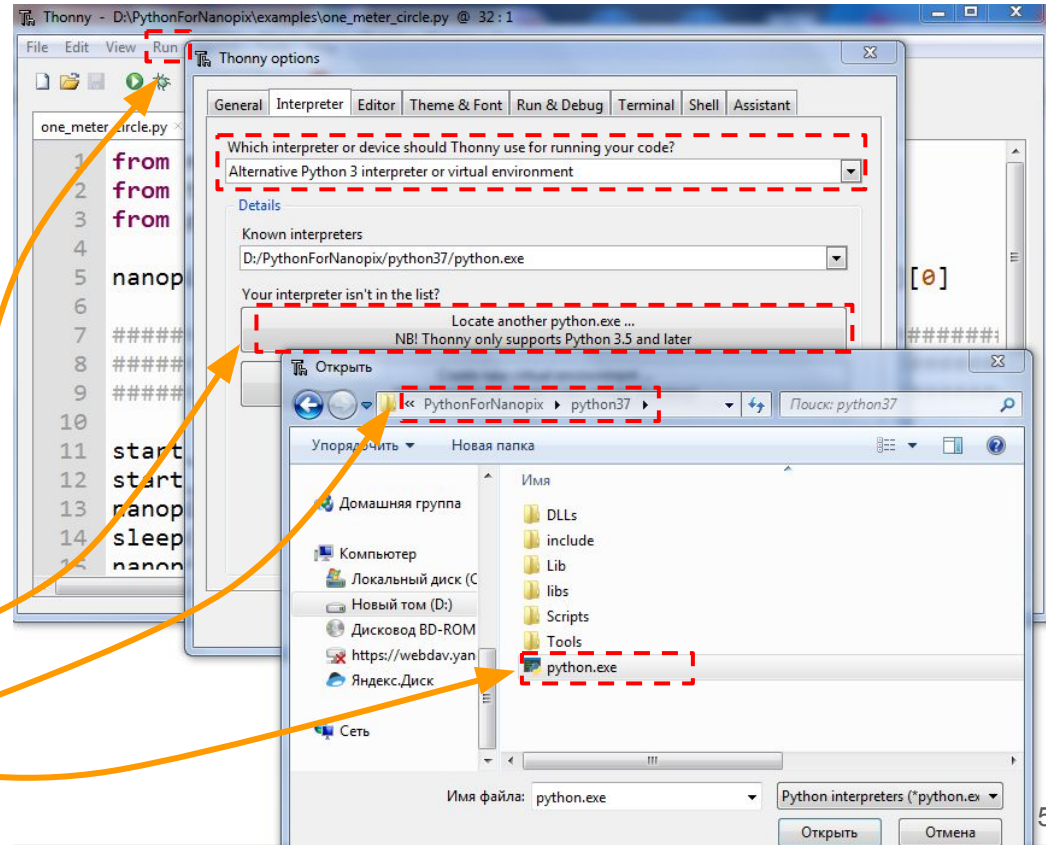 Thonny - D:\PythonForNanopix\examples\one_meter_circle.py @ 32 : 1
File Edit View Run
Thonny options
General Interpreter Editor Theme & Font Run & Debug Terminal Shell Assistant
one_meter_circle.py
Which interpreter or device should Thonny use for running your code?
Alternative Python 3 interpreter or virtual environment
Details
Known interpreters
D:/PythonForNanopix/python37/python.exe
Your interpreter isn't in the list?
Locate another python.exe ...
NB! Thonny only supports Python 3.5 and later
1 from
2 from
3 from
4
5 nanop [0]
6
7 ##### ######
8 #####
9 #####
10
11 start
12 start
13 nanop
14 sleep
15 nanop
Открыть
« PythonForNanopix python37
Поиск: python37
Упорядочить Новая папка
Имя
Домашняя группа
Компьютер
Локальный диск (C
Новый том (D:)
Дисковод BD-ROM
https://webdav.yan
Яндекс.Диск
Сеть
DLLs
include
Lib
libs
Scripts
Tools
python.exe
Имя файла: python.exe
Python interpreters (*python.ex
Открыть Отмена
5